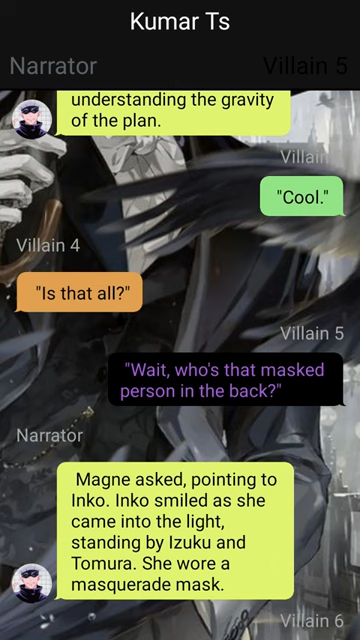 Kumar Ts
Narrator
Villain 5
understanding the gravity
of the plan.
Villain
"Cool."
Villain 4
"Is that all?"
Villain 5
"Wait, who's that masked
person in the back?"
Narrator
Magne asked, pointing to
Inko. Inko smiled as she
came into the light,
standing by Izuku and
Tomura. She wore a
masquerade mask.
Villain 6